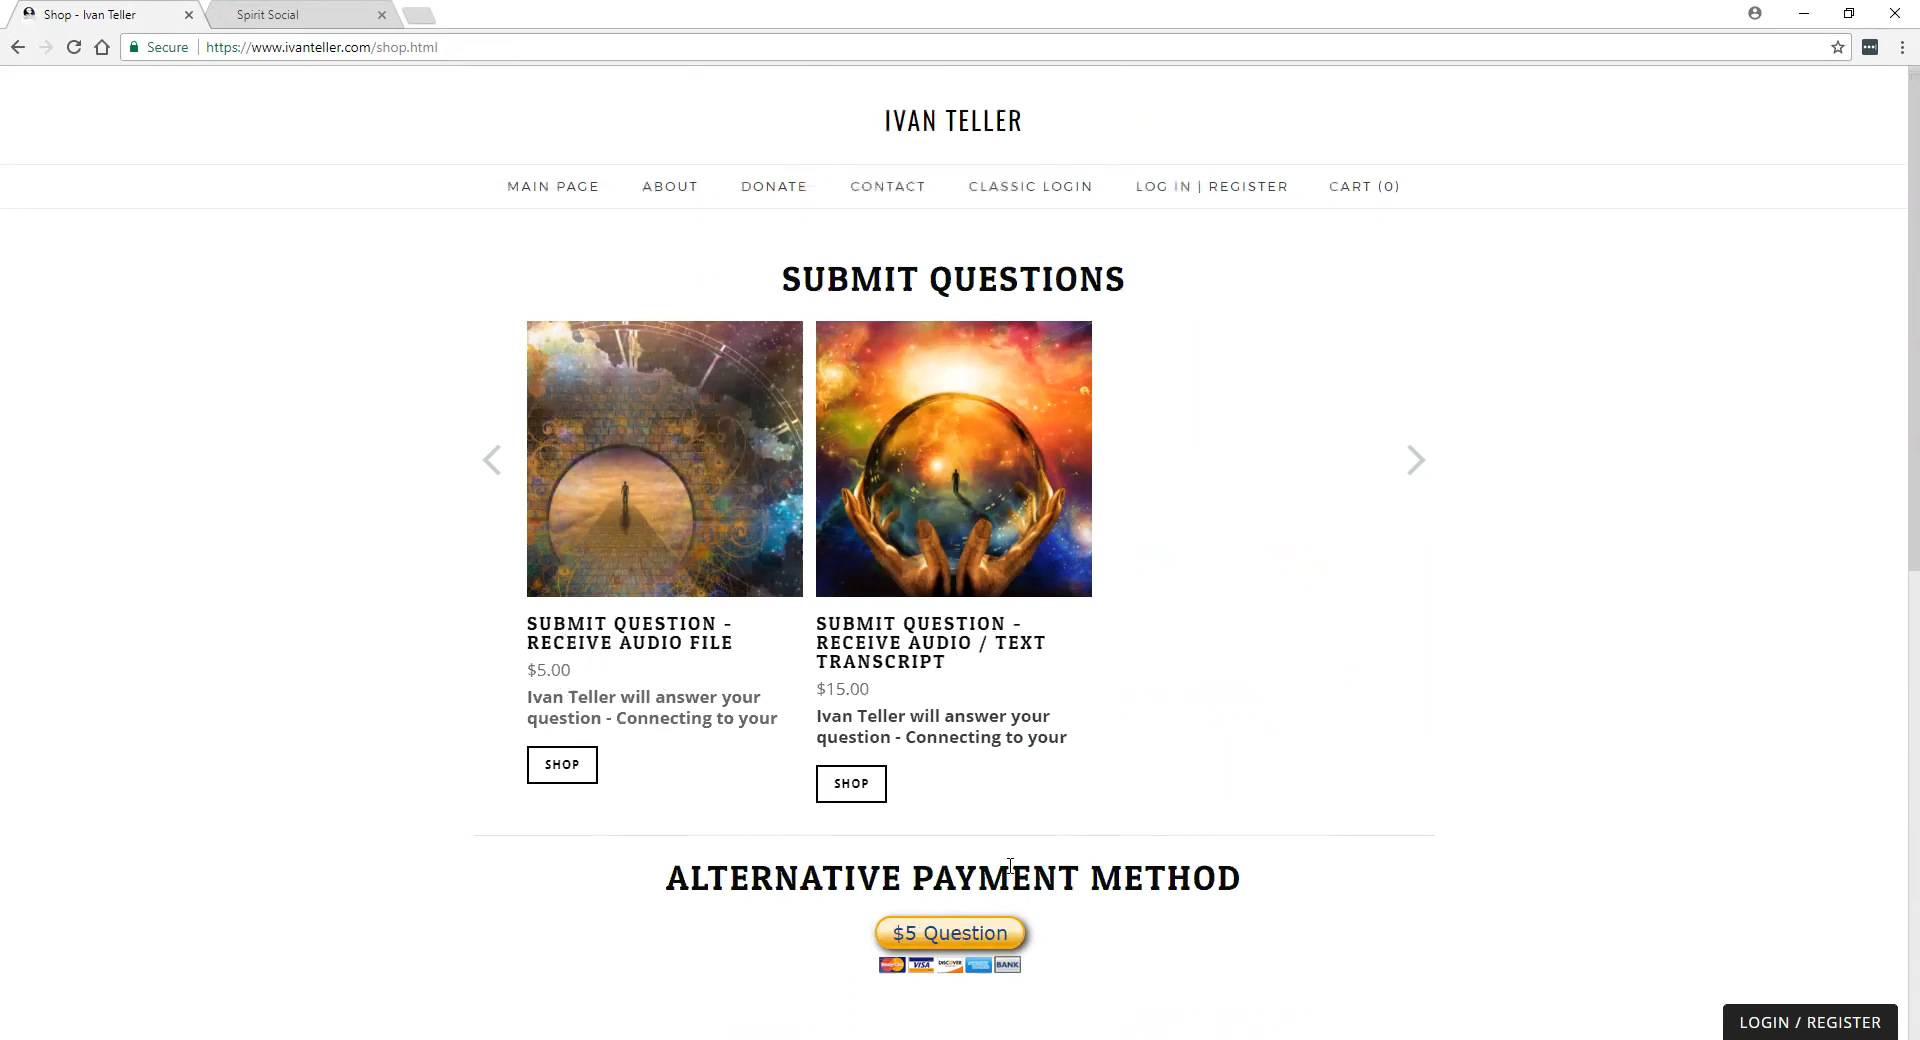 Shop - Ivan Teller
Spirit Social
Secure
https://www.ivanteller.com/shop.html
IVAN TELLER
MAIN PAGE
ABOUT
DONATE
CONTACT
CLASSIC LOGIN
LOG IN | REGISTER
CART (0)
SUBMIT QUESTIONS
SUBMIT QUESTION -
RECEIVE AUDIO FILE
$5.00
Ivan Teller will answer your
question - Connecting to your
SHOP
SUBMIT QUESTION -
RECEIVE AUDIO / TEXT
TRANSCRIPT
$15.00
Ivan Teller will answer your
question - Connecting to your
SHOP
ALTERNATIVE PAYMENT METHOD
$5 Question
VISA
DISCOVER
BANK
LOGIN / REGISTER